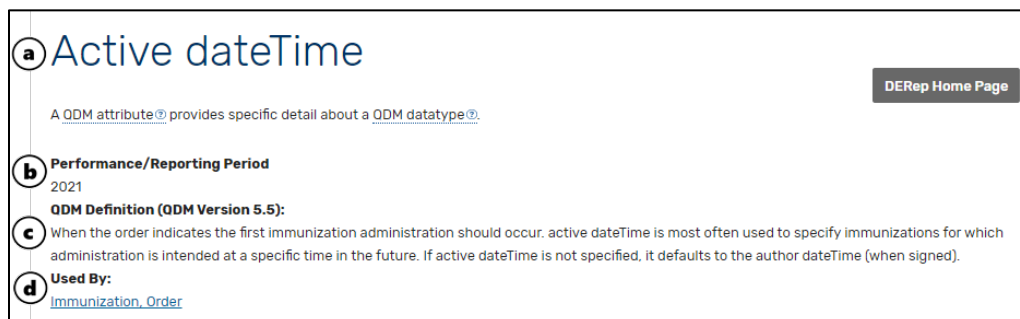 a Active dateTime
DERep Home Page
A QDM attribute? provides specific detail about a QDM datatype?.
b Performance/Reporting Period
2021
QDM Definition (QDM Version 5.5):
c When the order indicates the first immunization administration should occur. active dateTime is most often used to specify immunizations for which
administration is intended at a specific time in the future. If active dateTime is not specified, it defaults to the author dateTime (when signed).
d Used By:
Immunization, Order